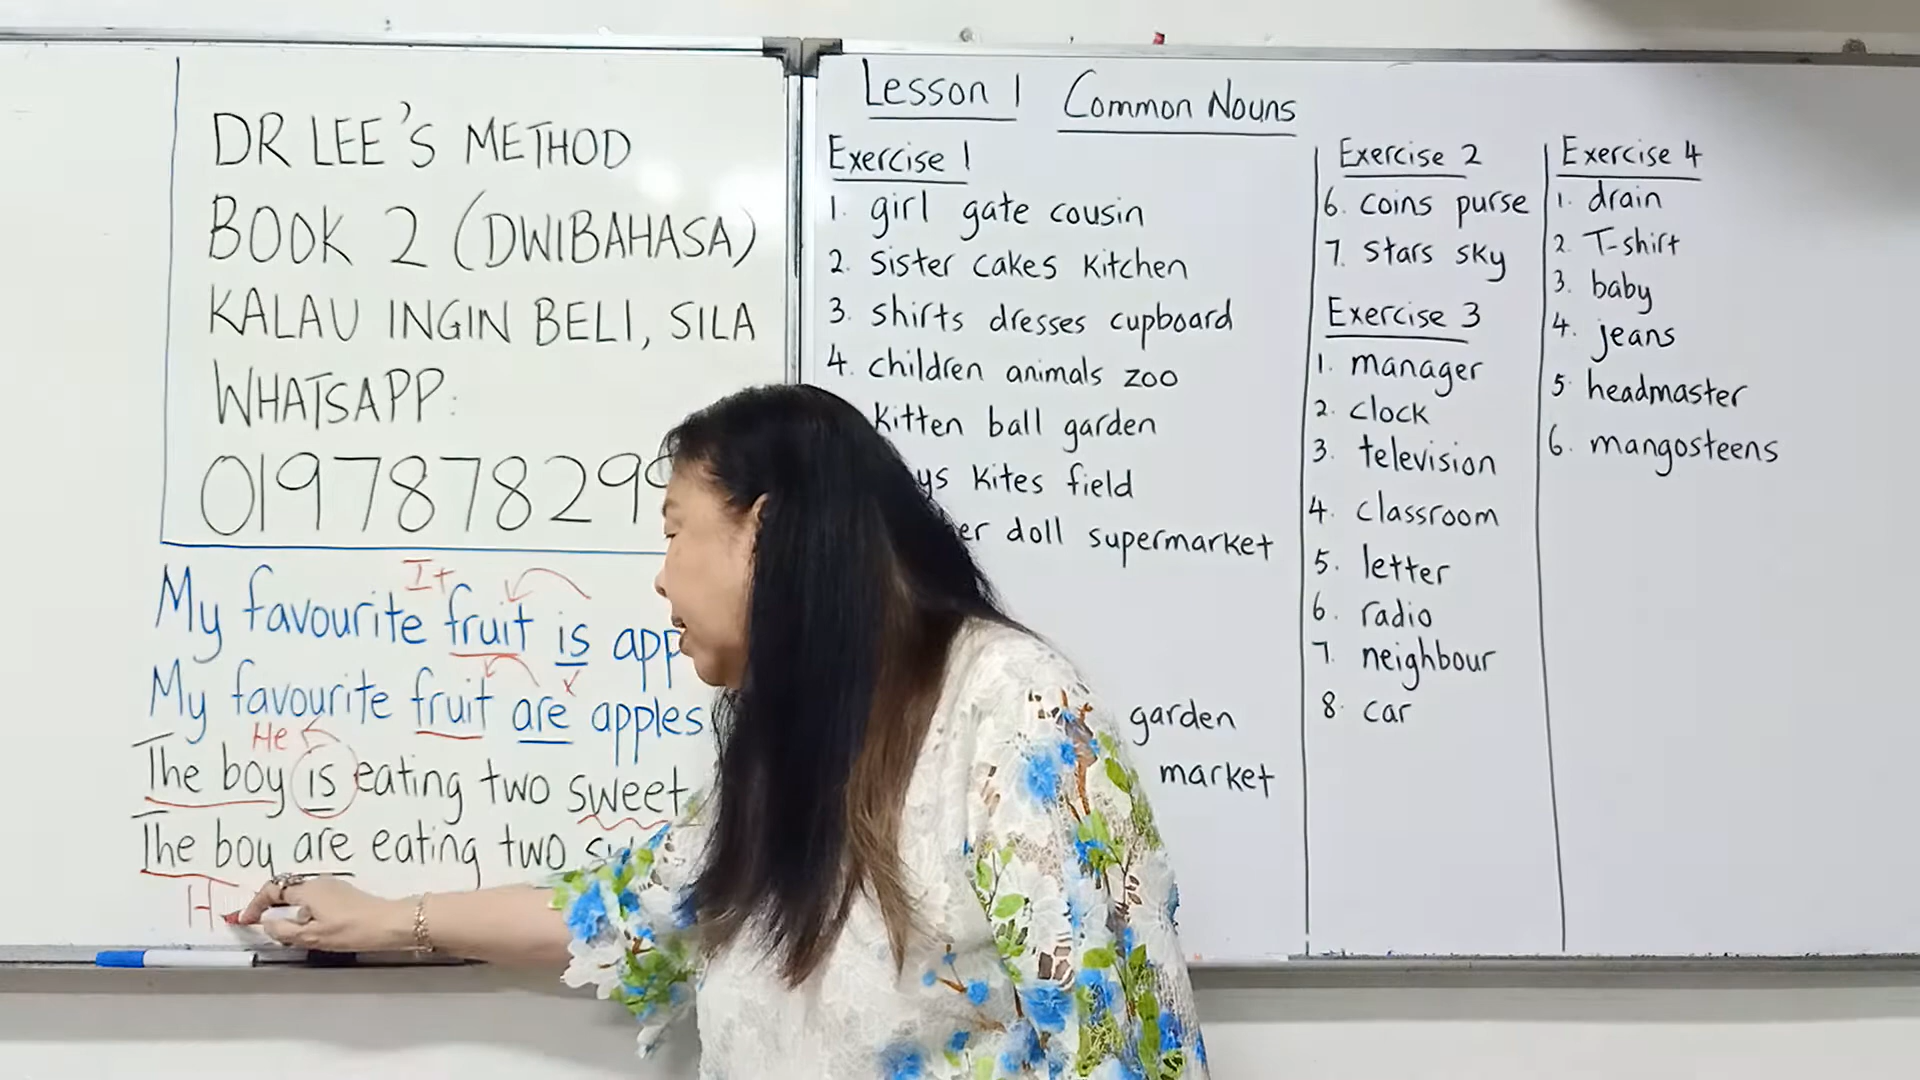 DR LEE'S METHOD
BOOK 2 (DWIBAHASA)
KALAU INGIN BELI, SILA
WHATSAPP:
019787829
It
My favourite fruit is
My favourite fruit are apples
He
The boy is eating two sweet
The boy are eating two
H
Lesson 1 Common Nouns
Exercise 1
1. girl gate cousin
2. sister cakes kitchen
3. shirts dresses cupboard
4. children animals zoo
kitten ball garden
kites field
doll supermarket
garden
market
Exercise 2
6. coins purse
7. stars sky
Exercise 3
1. manager
2. clock
3. television
4. classroom
5. letter
6. radio
7. neighbour
8. car
Exercise 4
1. drain
2. T-shirt
3. baby
4. jeans
5. headmaster
6. mangosteens